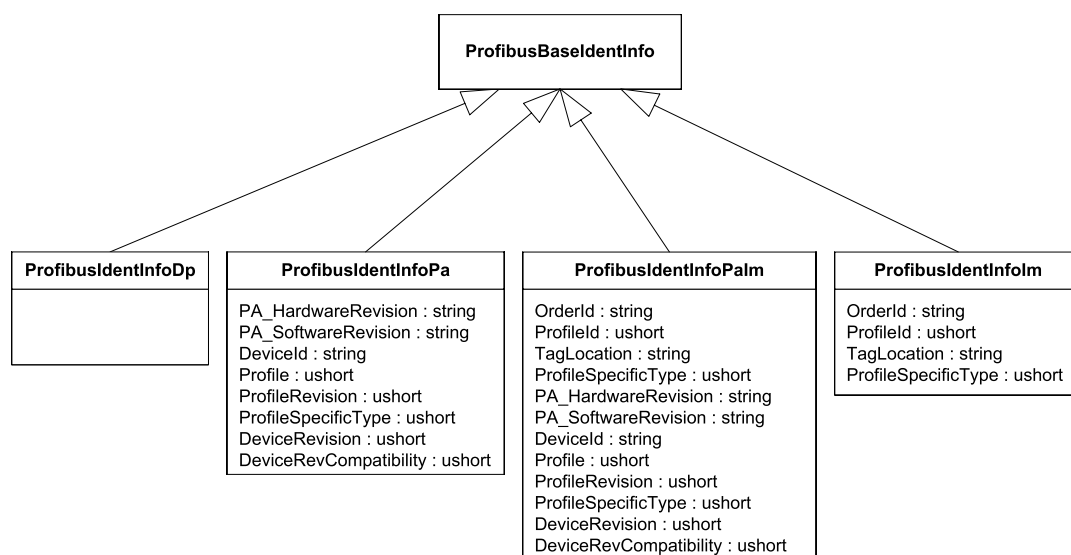 ProfibusBaseIdentInfo
ProfibusIdentInfoDp
ProfibusIdentInfoPa
PA_HardwareRevision : string
PA_SoftwareRevision : string
DeviceId : string
Profile : ushort
ProfileRevision : ushort
ProfileSpecificType : ushort
DeviceRevision : ushort
DeviceRevCompatibility : ushort
ProfibusIdentInfoPaIm
OrderId : string
ProfileId : ushort
TagLocation : string
ProfileSpecificType : ushort
PA_HardwareRevision : string
PA_SoftwareRevision : string
DeviceId : string
Profile : ushort
ProfileRevision : ushort
ProfileSpecificType : ushort
DeviceRevision : ushort
DeviceRevCompatibility : ushort
ProfibusIdentInfoIm
OrderId : string
ProfileId : ushort
TagLocation : string
ProfileSpecificType : ushort